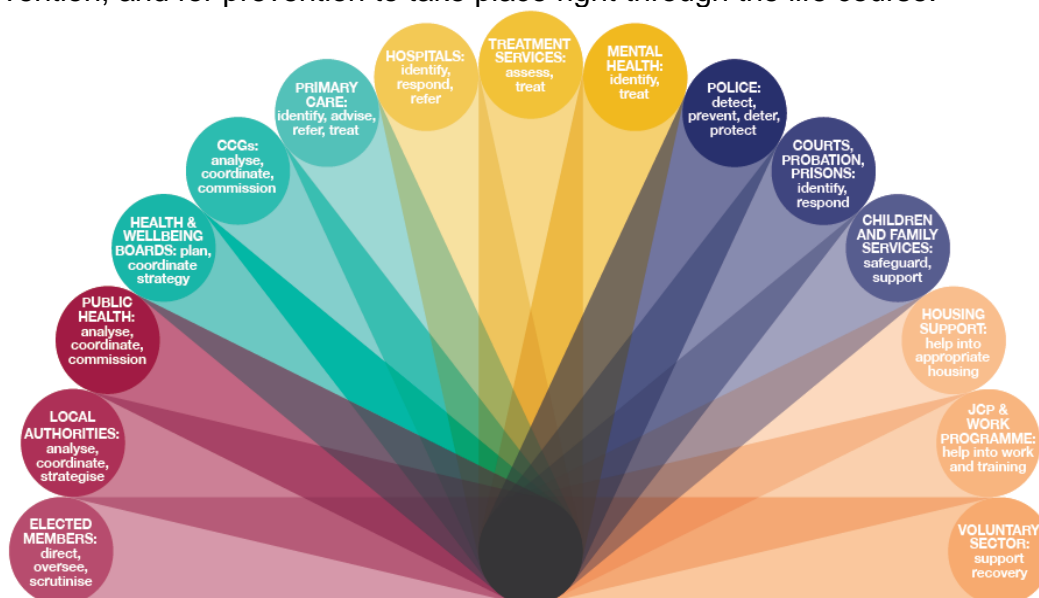 vention, and for prevention to take place right through the life course.
HOSPITALS:
identify,
respond,
refer
TREATMENT
SERVICES:
assess,
treat
MENTAL
HEALTH:
identify,
treat
PRIMARY
CARE:
identify, advise,
refer, treat
POLICE:
detect,
prevent, deter,
protect
CCGs:
analyse,
coordinate,
commission
COURTS,
PROBATION,
PRISONS:
identify,
respond
HEALTH &
WELLBEING
BOARDS: plan,
coordinate
strategy
CHILDREN
AND FAMILY
SERVICES:
safeguard,
support
PUBLIC
HEALTH:
analyse,
coordinate,
commission
HOUSING
SUPPORT:
help into
appropriate
housing
LOCAL
AUTHORITIES:
analyse,
coordinate,
strategise
JCP &
WORK
PROGRAMME:
help into work
and training
ELECTED
MEMBERS:
direct,
oversee,
scrutinise
VOLUNTARY
SECTOR:
support
recovery